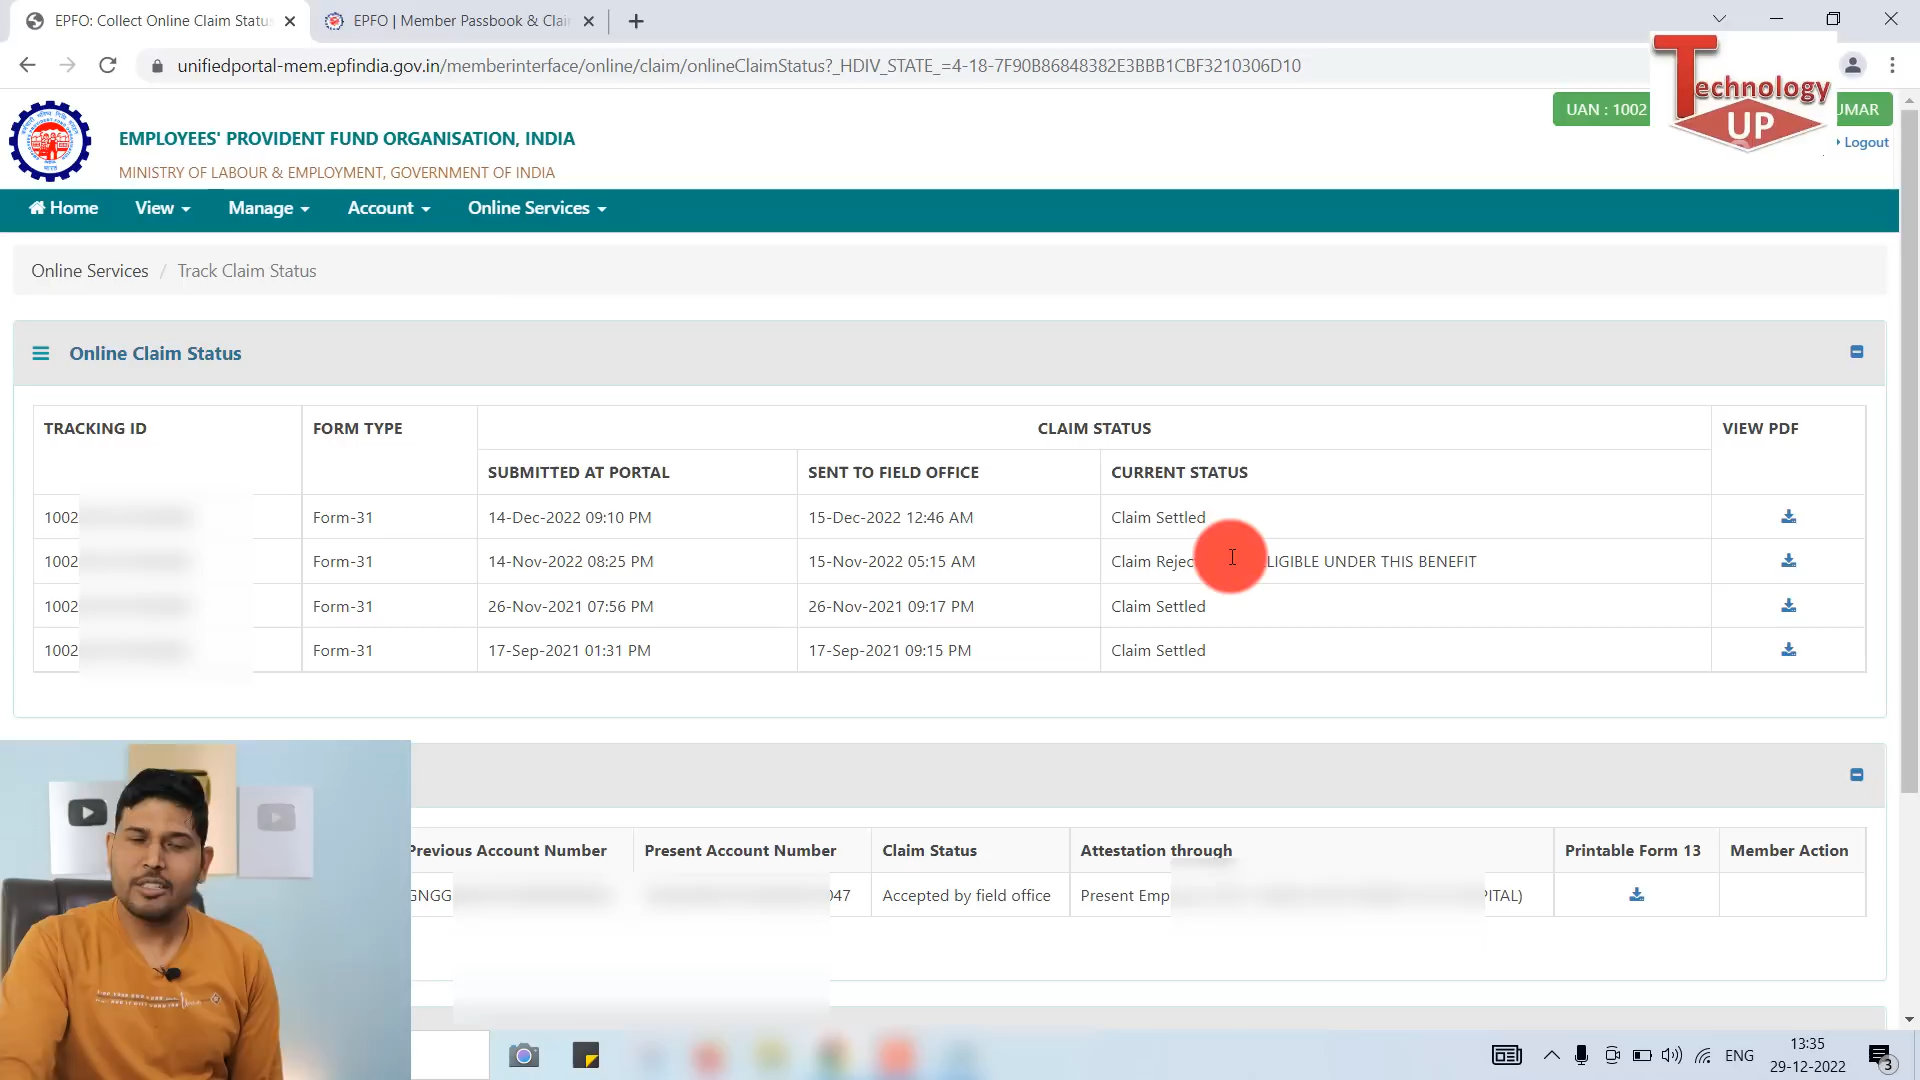 EPFO: Collect Online Claim Statu
EPFO | Member Passbook & Clai
unifiedportal-mem.epfindia.gov.in/memberinterface/online/claim/onlineClaimStatus?_HDIV_STATE_=4-18-7F90B86848382E3BBB1CBF3210306D10
Technology
UP
UAN : 1002
UMAR
Logout
EMPLOYEES' PROVIDENT FUND ORGANISATION, INDIA
MINISTRY OF LABOUR & EMPLOYMENT, GOVERNMENT OF INDIA
Home View Manage Account Online Services
Online Services / Track Claim Status
Online Claim Status
TRACKING ID FORM TYPE CLAIM STATUS VIEW PDF
SUBMITTED AT PORTAL SENT TO FIELD OFFICE CURRENT STATUS
1002 Form-31 14-Dec-2022 09:10 PM 15-Dec-2022 12:46 AM Claim Settled
1002 Form-31 14-Nov-2022 08:25 PM 15-Nov-2022 05:15 AM Claim Rejec LIGIBLE UNDER THIS BENEFIT
1002 Form-31 26-Nov-2021 07:56 PM 26-Nov-2021 09:17 PM Claim Settled
1002 Form-31 17-Sep-2021 01:31 PM 17-Sep-2021 09:15 PM Claim Settled
Previous Account Number Present Account Number Claim Status Attestation through Printable Form 13 Member Action
GNGG 047 Accepted by field office Present Emp PITAL)
ENG
13:35
29-12-2022
3